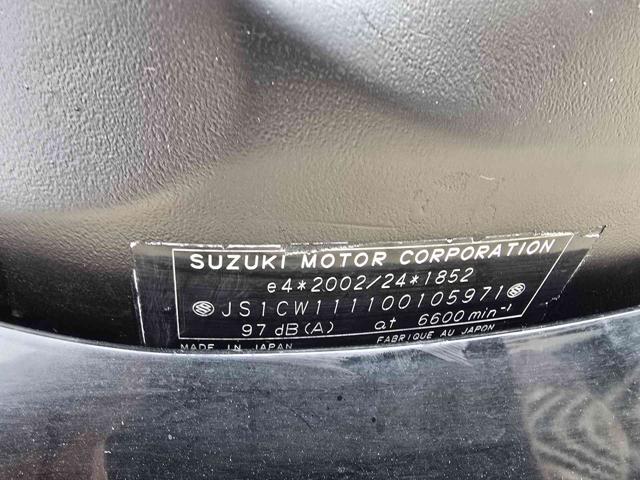 SUZUKI MOTOR CORPORATION
e4*2002/24*1852
JS1CW111100105971
97 dB(A) at 6600 min⁻¹
MADE IN JAPAN FABRIQUE AU JAPON